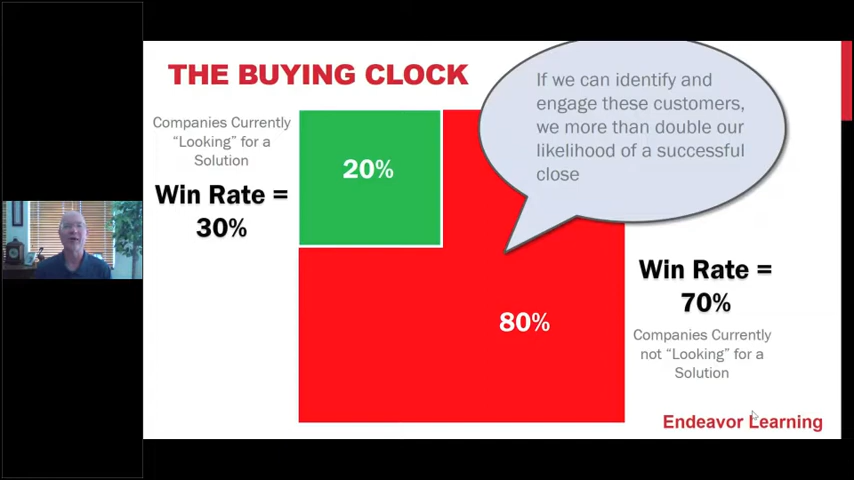 THE BUYING CLOCK
If we can identify and
engage these customers,
we more than double our
likelihood of a successful
close
Companies Currently
“Looking” for a
Solution
Win Rate =
30%
20%
80%
Win Rate =
70%
Companies Currently
not “Looking” for a
Solution
Endeavor Learning